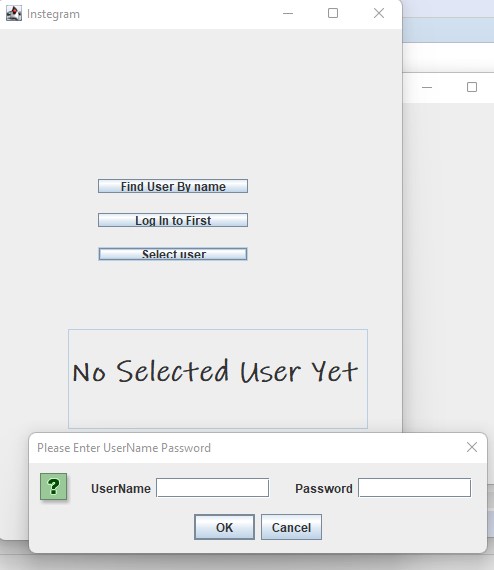 Instegram
Find User By name
Log In to First
Select user
No Selected User Yet
Please Enter UserName Password
?
UserName Password
OK Cancel